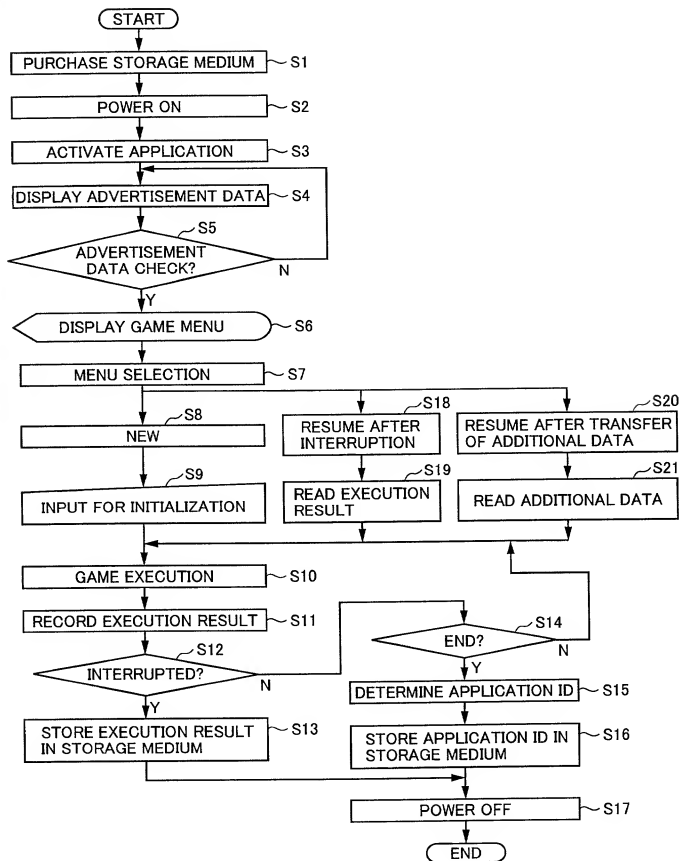 START
PURCHASE STORAGE MEDIUM
S1
POWER ON
S2
ACTIVATE APPLICATION
S3
DISPLAY ADVERTISEMENT DATA
S4
S5
ADVERTISEMENT
DATA CHECK?
N
Y
DISPLAY GAME MENU
S6
MENU SELECTION
S7
S8
NEW
S9
INPUT FOR INITIALIZATION
S18
RESUME AFTER
INTERRUPTION
S19
READ EXECUTION
RESULT
S20
RESUME AFTER TRANSFER
OF ADDITIONAL DATA
S21
READ ADDITIONAL DATA
GAME EXECUTION
S10
RECORD EXECUTION RESULT
S11
S12
INTERRUPTED?
N
Y
STORE EXECUTION RESULT
IN STORAGE MEDIUM
S13
S14
END?
N
Y
DETERMINE APPLICATION ID
S15
STORE APPLICATION ID IN
STORAGE MEDIUM
S16
POWER OFF
S17
END